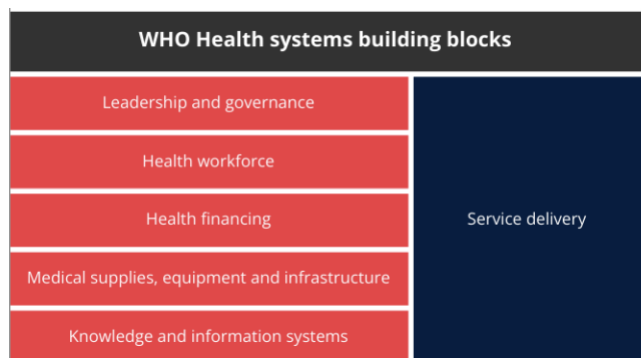 WHO Health systems building blocks
Leadership and governance
Health workforce
Health financing
Medical supplies, equipment and infrastructure
Knowledge and information systems
Service delivery